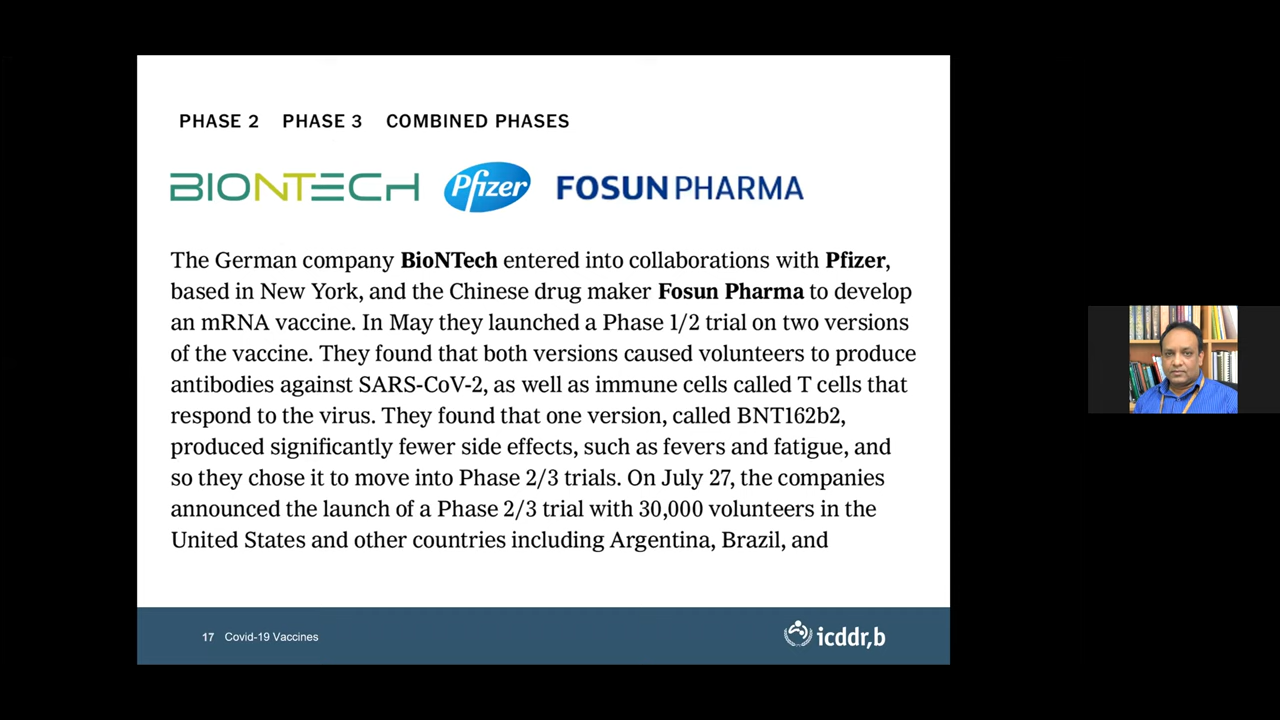 PHASE 2 PHASE 3 COMBINED PHASES
BIONTECH Pfizer FOSUN PHARMA
The German company BioNTech entered into collaborations with Pfizer,
based in New York, and the Chinese drug maker Fosun Pharma to develop
an mRNA vaccine. In May they launched a Phase 1/2 trial on two versions
of the vaccine. They found that both versions caused volunteers to produce
antibodies against SARS-CoV-2, as well as immune cells called T cells that
respond to the virus. They found that one version, called BNT162b2,
produced significantly fewer side effects, such as fevers and fatigue, and
so they chose it to move into Phase 2/3 trials. On July 27, the companies
announced the launch of a Phase 2/3 trial with 30,000 volunteers in the
United States and other countries including Argentina, Brazil, and
17 Covid-19 Vaccines
icddr,b